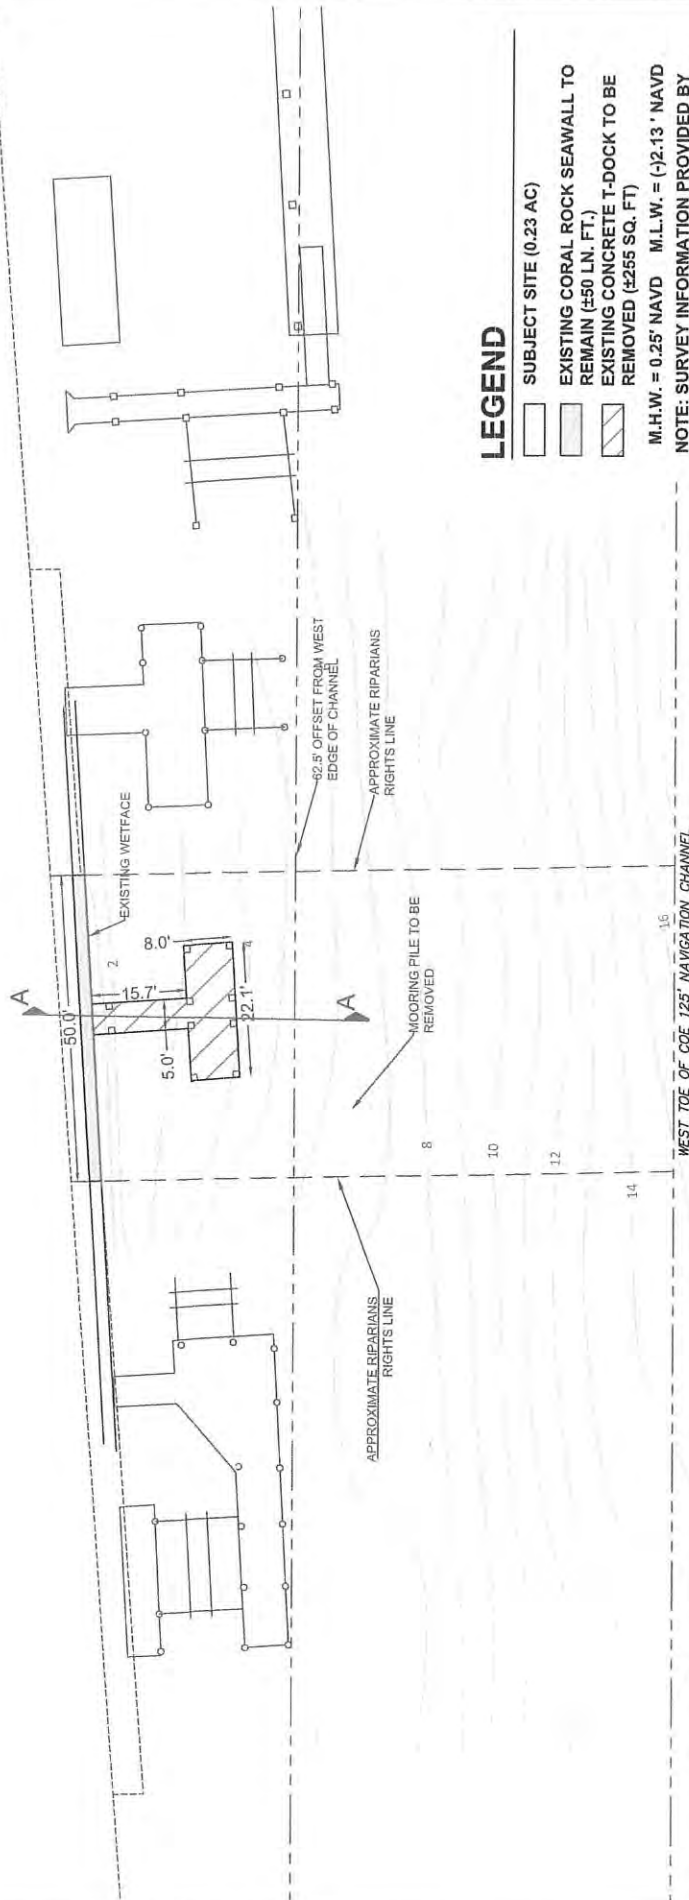 A
50.0'
EXISTING WETFACE
2
15.7'
8.0'
5.0'
4
22.1'
A
62.5' OFFSET FROM WEST
EDGE OF CHANNEL
APPROXIMATE RIPARIANS
RIGHTS LINE
MOORING PILE TO BE
REMOVED
APPROXIMATE RIPARIANS
RIGHTS LINE
8
10
12
14
16
WEST TOE OF COE 125' NAVIGATION CHANNEL
LEGEND
SUBJECT SITE (0.23 AC)
EXISTING CORAL ROCK SEAWALL TO
REMAIN (±50 LN. FT.)
EXISTING CONCRETE T-DOCK TO BE
REMOVED (±255 SQ. FT)
M.H.W. = 0.25' NAVD M.L.W. = (-)2.13 ' NAVD
NOTE: SURVEY INFORMATION PROVIDED BY